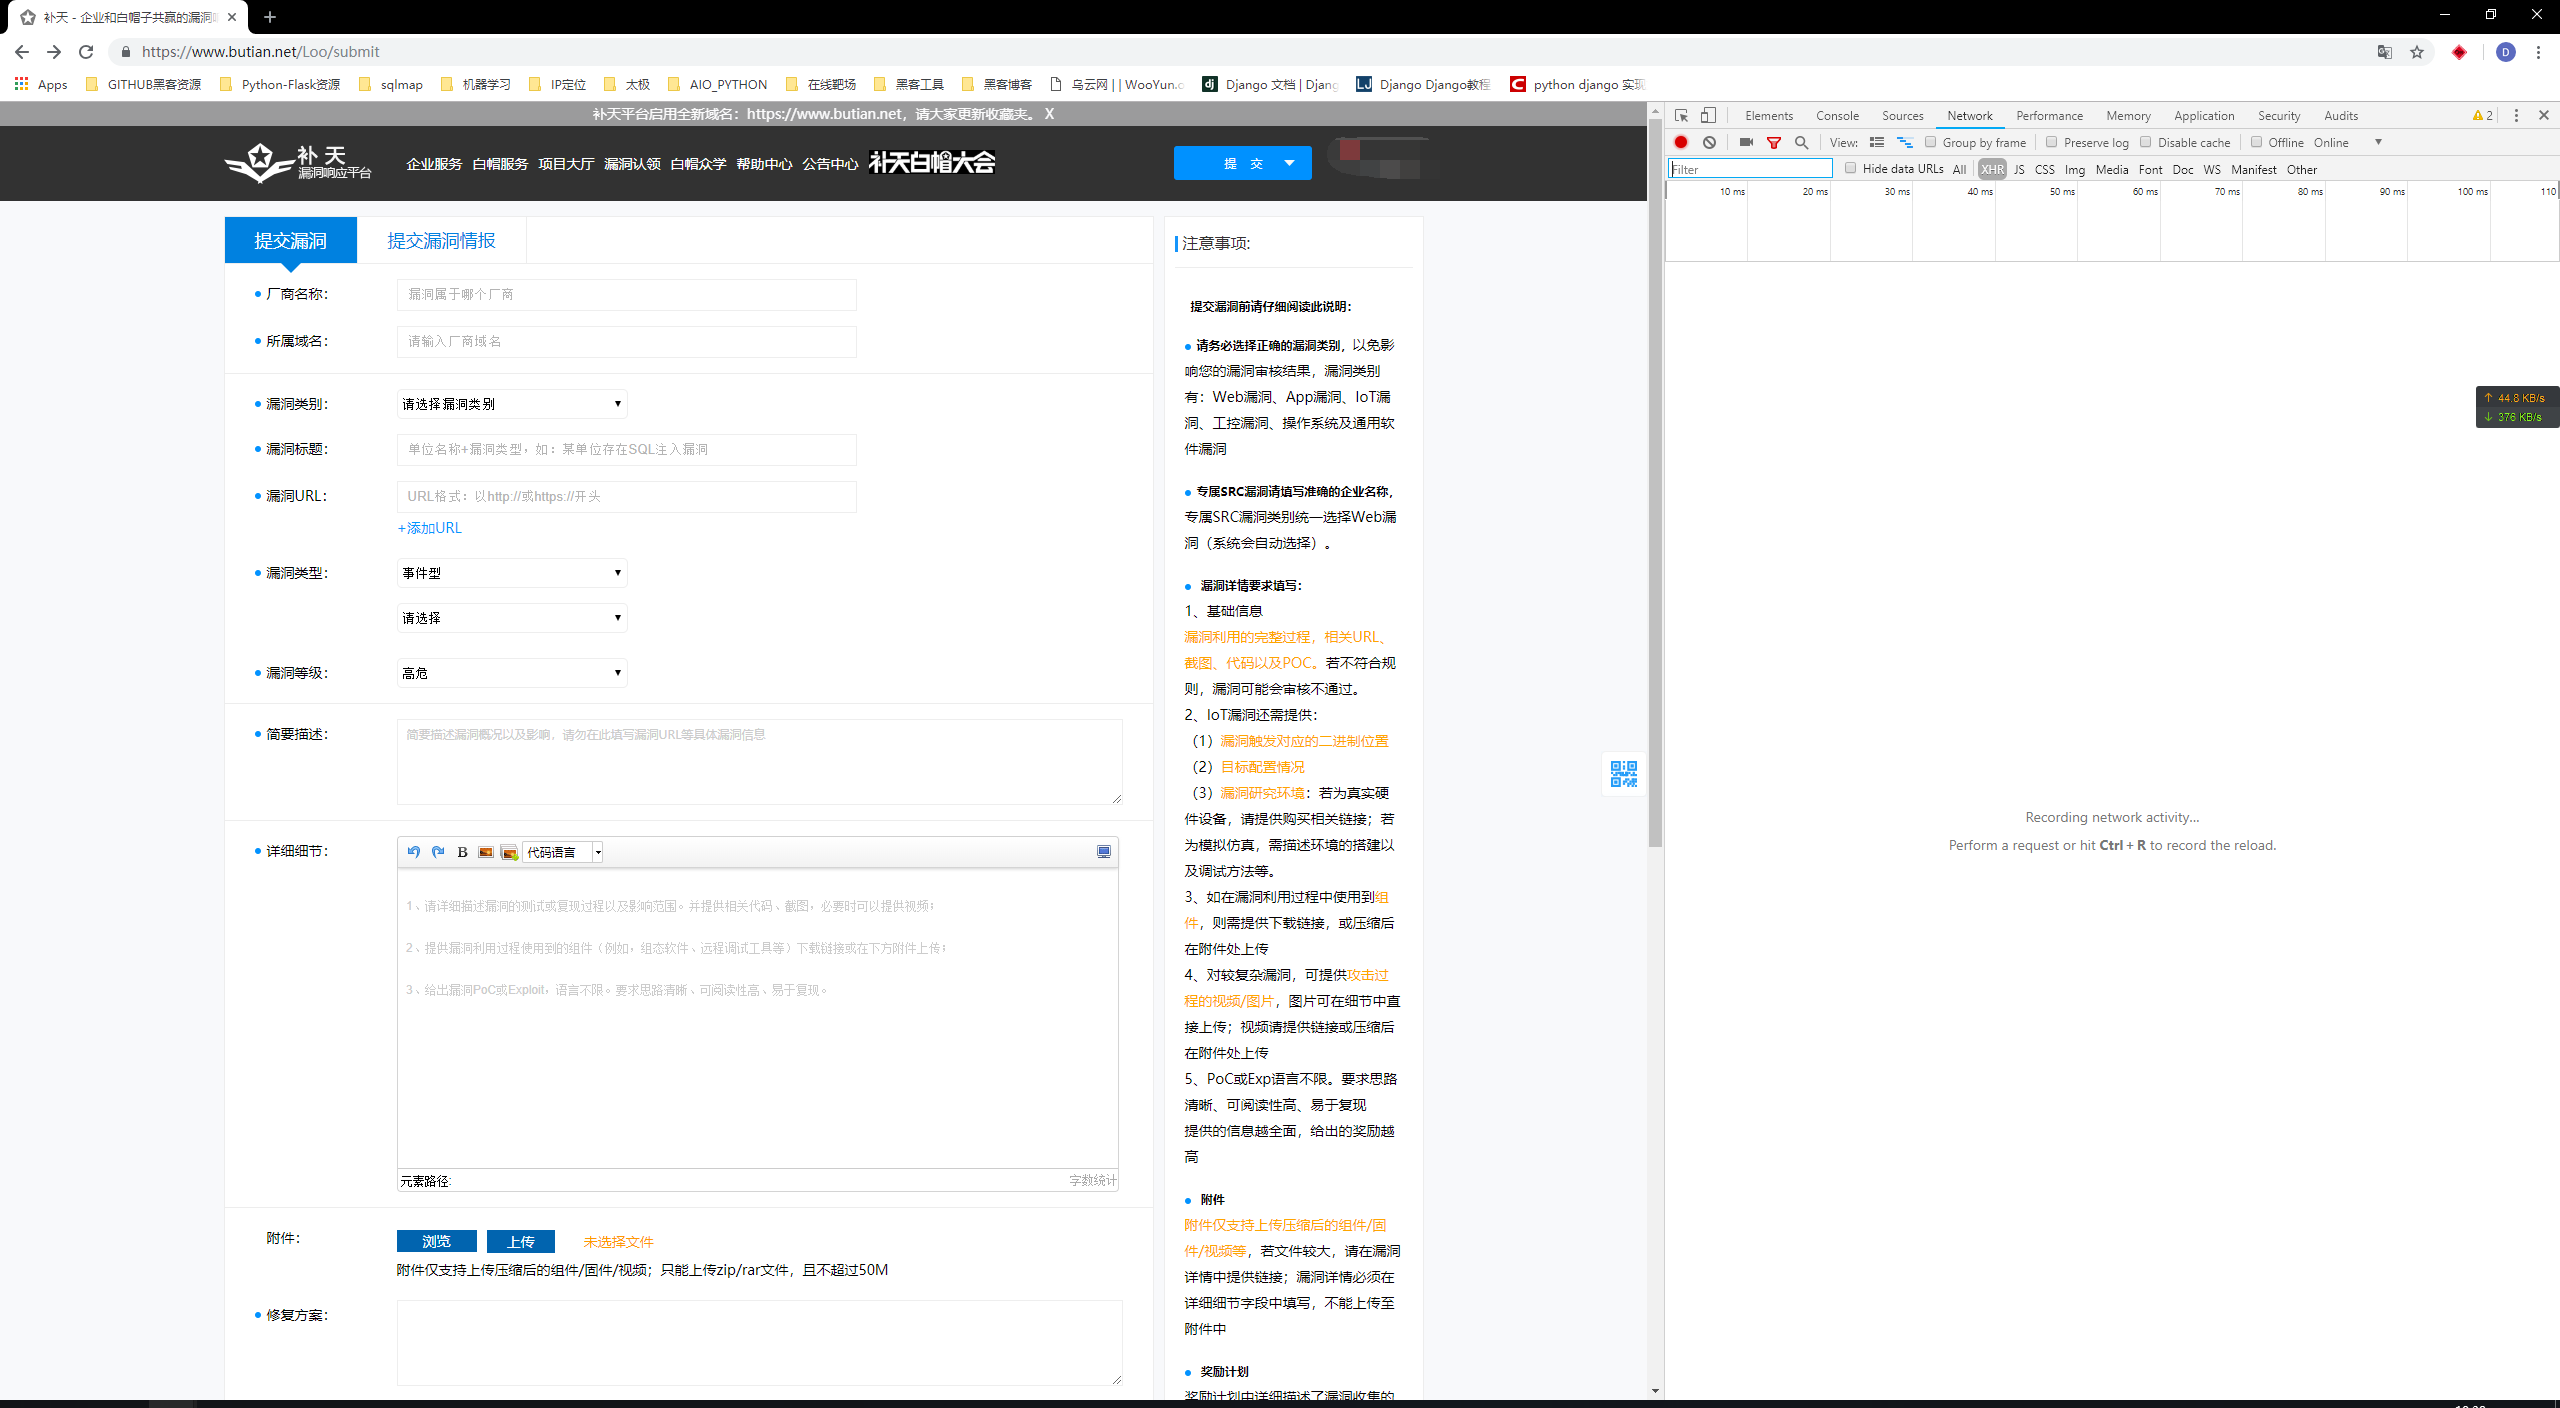 补天 - 企业和白帽子共赢的漏洞响
https://www.butian.net/Loo/submit
Apps GITHUB黑客资源 Python-Flask资源 sqlmap 机器学习 IP定位 太极 AIO_PYTHON 在线靶场 黑客工具 黑客博客 乌云网 | | WooYun.o Django 文档 | Djang Django Django教程 python django 实现
补天平台启用全新域名：https://www.butian.net，请大家更新收藏夹。 X
补天
漏洞响应平台
企业服务 白帽服务 项目大厅 漏洞认领 白帽众学 帮助中心 公告中心 补天白帽大会
提 交
提交漏洞 提交漏洞情报
厂商名称： 漏洞属于哪个厂商
所属域名： 请输入厂商域名
漏洞类别： 请选择漏洞类别
漏洞标题： 单位名称+漏洞类型，如：某单位存在SQL注入漏洞
漏洞URL： URL格式：以http://或https://开头
+添加URL
漏洞类型： 事件型
请选择
漏洞等级： 高危
简要描述： 简要描述漏洞概况以及影响，请勿在此填写漏洞URL等具体漏洞信息
详细细节： B 代码语言
1、请详细描述漏洞的测试或复现过程以及影响范围。并提供相关代码、截图，必要时可以提供视频；
2、提供漏洞利用过程使用到的组件（例如，组态软件、远程调试工具等）下载链接或在下方附件上传；
3、给出漏洞PoC或Exploit，语言不限。要求思路清晰、可阅读性高、易于复现。
元素路径: 字数统计
附件： 浏览 上传 未选择文件
附件仅支持上传压缩后的组件/固件/视频；只能上传zip/rar文件，且不超过50M
修复方案：
注意事项:
提交漏洞前请仔细阅读此说明：
请务必选择正确的漏洞类别，以免影
响您的漏洞审核结果，漏洞类别
有：Web漏洞、App漏洞、IoT漏
洞、工控漏洞、操作系统及通用软
件漏洞
专属SRC漏洞请填写准确的企业名称，
专属SRC漏洞类别统一选择Web漏
洞（系统会自动选择）。
漏洞详情要求填写：
1、基础信息
漏洞利用的完整过程，相关URL、
截图、代码以及POC。若不符合规
则，漏洞可能会审核不通过。
2、IoT漏洞还需提供：
（1）漏洞触发对应的二进制位置
（2）目标配置情况
（3）漏洞研究环境：若为真实硬
件设备，请提供购买相关链接；若
为模拟仿真，需描述环境的搭建以
及调试方法等。
3、如在漏洞利用过程中使用到组
件，则需提供下载链接，或压缩后
在附件处上传
4、对较复杂漏洞，可提供攻击过
程的视频/图片，图片可在细节中直
接上传；视频请提供链接或压缩后
在附件处上传
5、PoC或Exp语言不限。要求思路
清晰、可阅读性高、易于复现
提供的信息越全面，给出的奖励越
高
附件
附件仅支持上传压缩后的组件/固
件/视频等，若文件较大，请在漏洞
详情中提供链接；漏洞详情必须在
详细细节字段中填写，不能上传至
附件中
奖励计划
奖励计划中详细描述了漏洞收集的
Elements Console Sources Network Performance Memory Application Security Audits 2
View: Group by frame Preserve log Disable cache Offline Online
Filter Hide data URLs All XHR JS CSS Img Media Font Doc WS Manifest Other
10 ms 20 ms 30 ms 40 ms 50 ms 60 ms 70 ms 80 ms 90 ms 100 ms 110
↑ 44.8 KB/s
↓ 376 KB/s
Recording network activity...
Perform a request or hit Ctrl + R to record the reload.
D